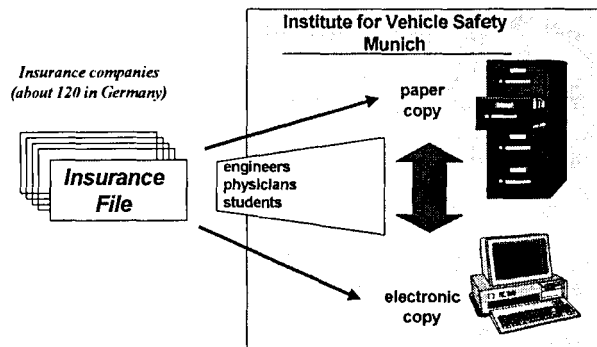 Institute for Vehicle Safety
Munich
Insurance companies
(about 120 in Germany)
paper
copy
engineers
physicians
students
Insurance
File
electronic
copy